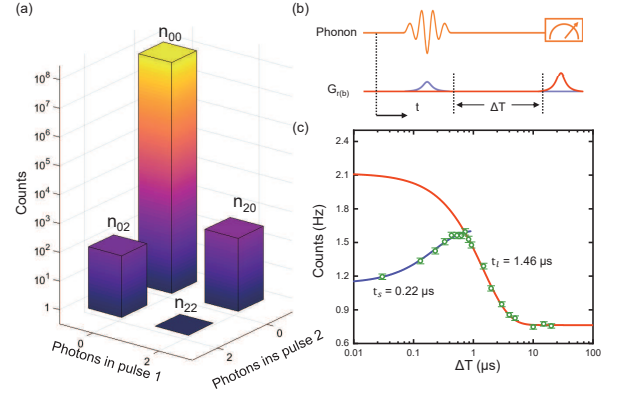 (a)
n00
10^8
10^7
10^6
10^5
10^4
10^3
10^2
10^1
1
Counts
n02
n20
n22
0
2
Photons in pulse 1
2
0
Photons ins pulse 2
(b)
Phonon
G_r(b)
t
ΔT
(c)
2.4
2.1
1.8
1.5
1.2
0.9
0.6
Counts (Hz)
t_l = 1.46 µs
t_s = 0.22 µs
0.01
0.1
1
10
100
ΔT (µs)